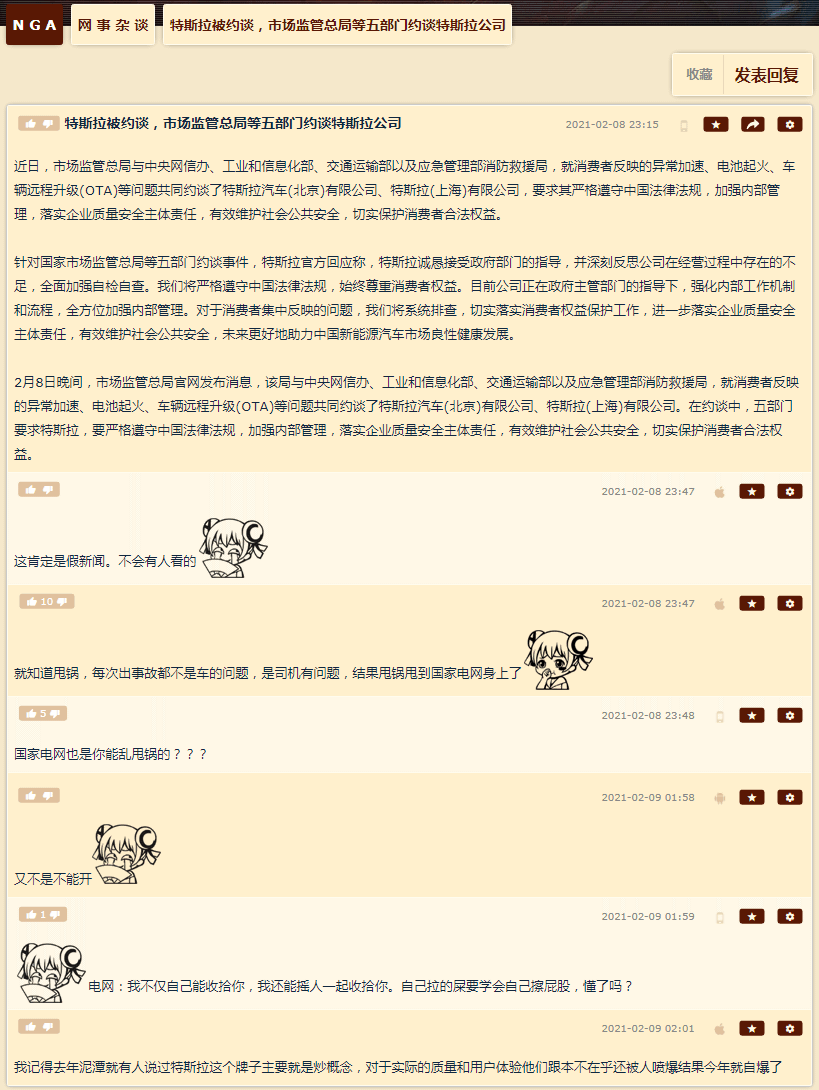 NGA
网事杂谈
特斯拉被约谈，市场监管总局等五部门约谈特斯拉公司
收藏
发表回复
特斯拉被约谈，市场监管总局等五部门约谈特斯拉公司
2021-02-08 23:15
近日，市场监管总局与中央网信办、工业和信息化部、交通运输部以及应急管理部消防救援局，就消费者反映的异常加速、电池起火、车
辆远程升级(OTA)等问题共同约谈了特斯拉汽车(北京)有限公司、特斯拉(上海)有限公司，要求其严格遵守中国法律法规，加强内部管
理，落实企业质量安全主体责任，有效维护社会公共安全，切实保护消费者合法权益。
针对国家市场监管总局等五部门约谈事件，特斯拉官方回应称，特斯拉诚恳接受政府部门的指导，并深刻反思公司在经营过程中存在的不
足，全面加强自检自查。我们将严格遵守中国法律法规，始终尊重消费者权益。目前公司正在政府主管部门的指导下，强化内部工作机制
和流程，全方位加强内部管理。对于消费者集中反映的问题，我们将系统排查，切实落实消费者权益保护工作，进一步落实企业质量安全
主体责任，有效维护社会公共安全，未来更好地助力中国新能源汽车市场良性健康发展。
2月8日晚间，市场监管总局官网发布消息，该局与中央网信办、工业和信息化部、交通运输部以及应急管理部消防救援局，就消费者反映
的异常加速、电池起火、车辆远程升级(OTA)等问题共同约谈了特斯拉汽车(北京)有限公司、特斯拉(上海)有限公司。在约谈中，五部门
要求特斯拉，要严格遵守中国法律法规，加强内部管理，落实企业质量安全主体责任，有效维护社会公共安全，切实保护消费者合法权
益。
2021-02-08 23:47
这肯定是假新闻。不会有人看的
10
2021-02-08 23:47
就知道甩锅，每次出事故都不是车的问题，是司机有问题，结果甩锅甩到国家电网身上了
5
2021-02-08 23:48
国家电网也是你能乱甩锅的？？？
2021-02-09 01:58
又不是不能开
1
2021-02-09 01:59
电网：我不仅自己能收拾你，我还能摇人一起收拾你。自己拉的屎要学会自己擦屁股，懂了吗？
2021-02-09 02:01
我记得去年泥潭就有人说过特斯拉这个牌子主要就是炒概念，对于实际的质量和用户体验他们跟本不在乎还被人喷爆结果今年就自爆了